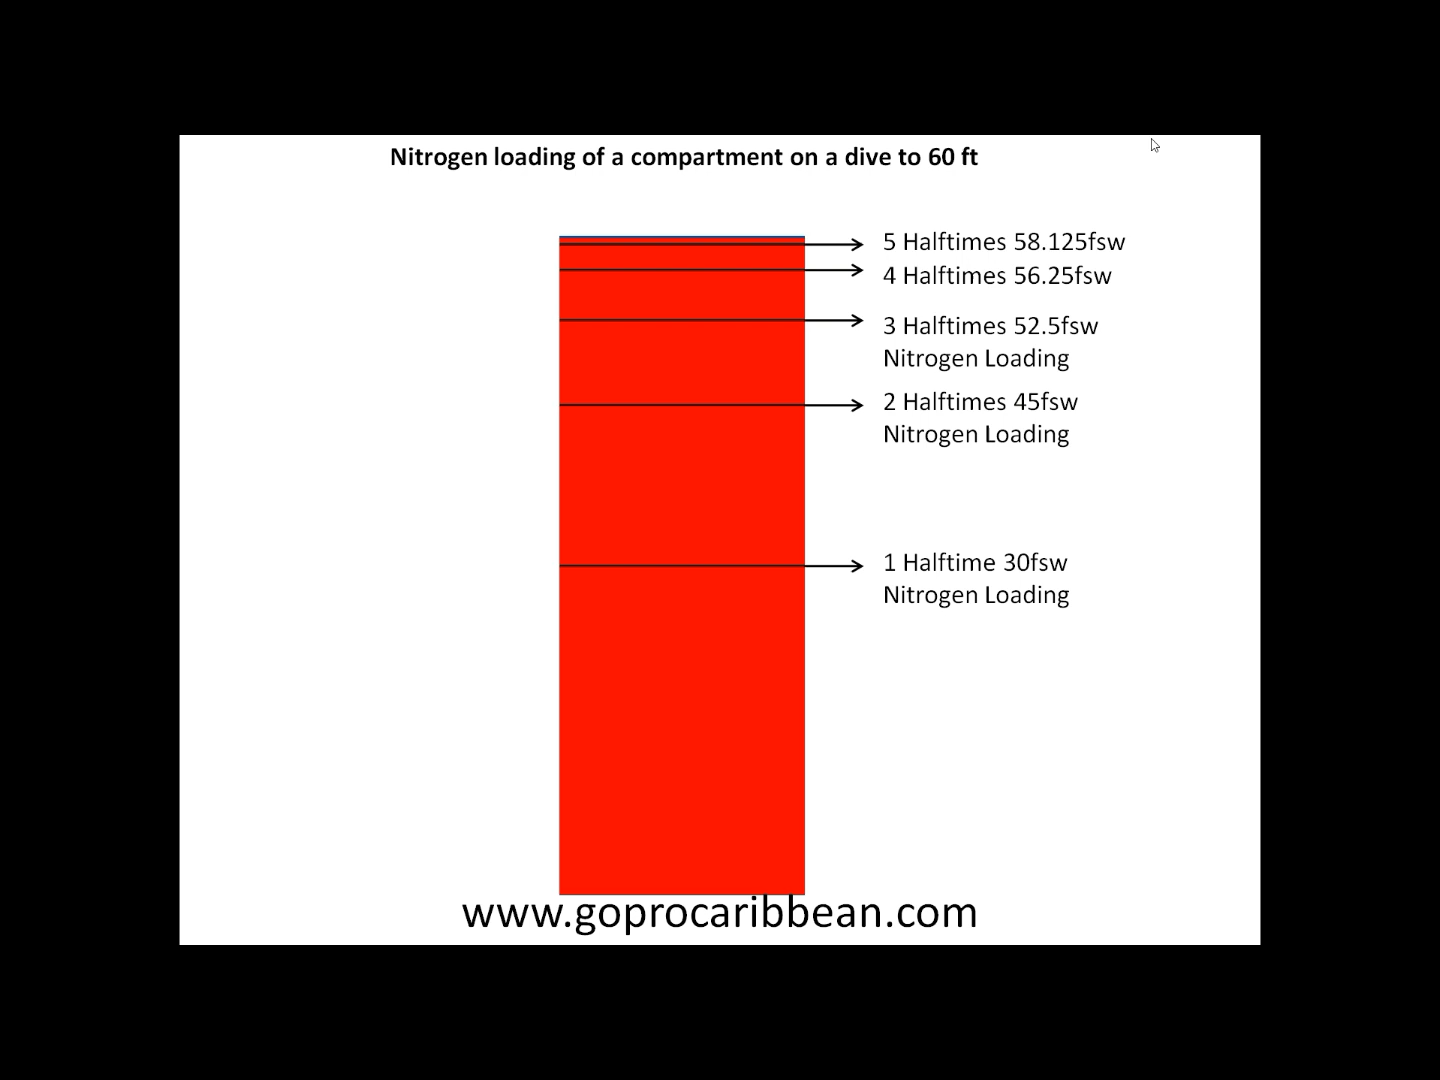 Nitrogen loading of a compartment on a dive to 60 ft
5 Halftimes 58.125fsw
4 Halftimes 56.25fsw
3 Halftimes 52.5fsw
Nitrogen Loading
2 Halftimes 45fsw
Nitrogen Loading
1 Halftime 30fsw
Nitrogen Loading
www.goprocaribbean.com